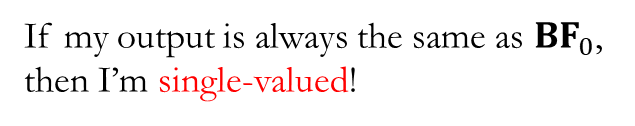 If my output is always the same as BF₀,
then I'm single-valued!